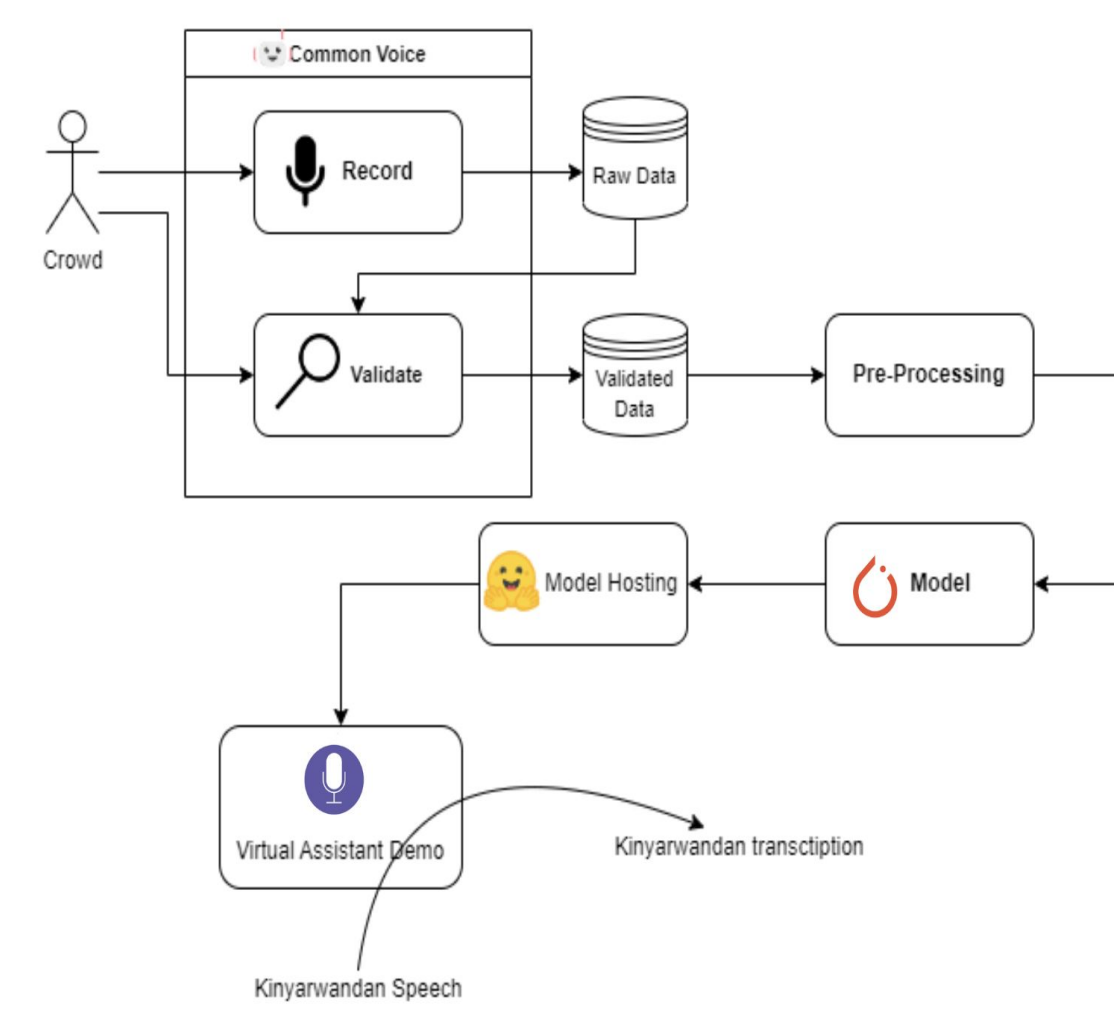 Common Voice
Record
Raw Data
Crowd
Validate
Validated
Data
Pre-Processing
Model Hosting
Model
Virtual Assistant Demo
Kinyarwandan transctiption
Kinyarwandan Speech